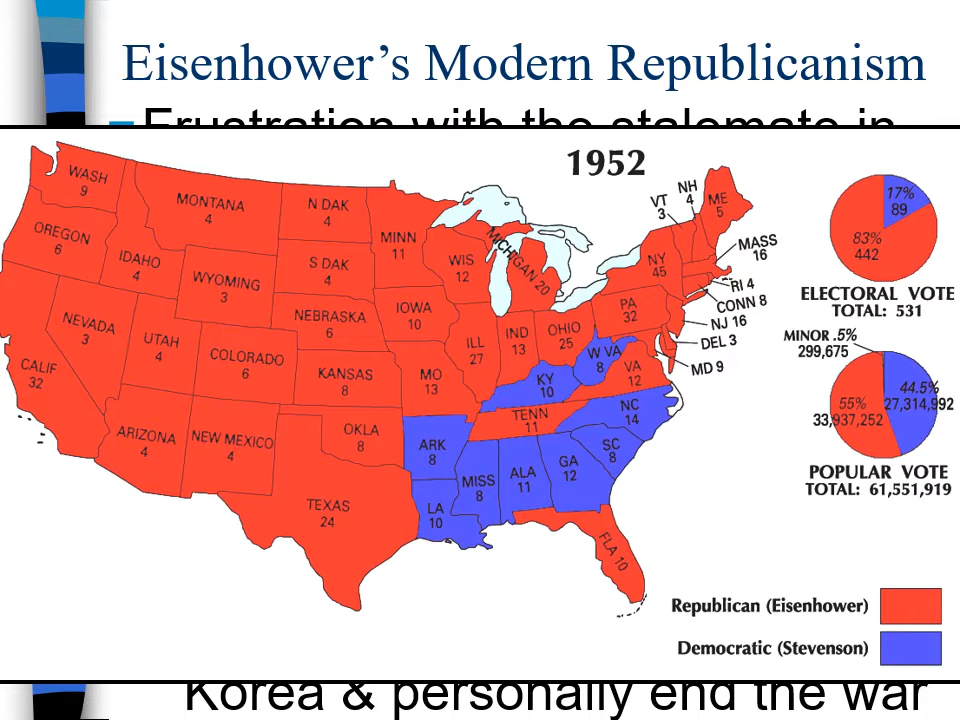 Eisenhower's Modern Republicanism
Frustration with the stalemate in
1952
WASH
9
OREGON
6
CALIF
32
NEVADA
3
IDAHO
4
MONTANA
4
WYOMING
3
UTAH
4
COLORADO
6
ARIZONA
4
NEW MEXICO
4
N DAK
4
S DAK
4
NEBRASKA
6
KANSAS
8
OKLA
8
TEXAS
24
MINN
11
IOWA
10
MO
13
ARK
8
LA
10
WIS
12
ILL
27
MICHIGAN 20
IND
13
OHIO
25
KY
10
TENN
11
MISS
8
ALA
11
GA
12
FLA 10
SC
8
NC
14
VA
12
W VA
8
PA
32
NY
45
VT
3
NH
4
ME
5
MASS
16
RI 4
CONN 8
NJ 16
DEL 3
MD 9
17%
89
83%
442
ELECTORAL VOTE
TOTAL: 531
MINOR .5%
299,675
44.5%
27,314,992
55%
33,937,252
POPULAR VOTE
TOTAL: 61,551,919
Republican (Eisenhower)
Democratic (Stevenson)
Korea & personally end the war